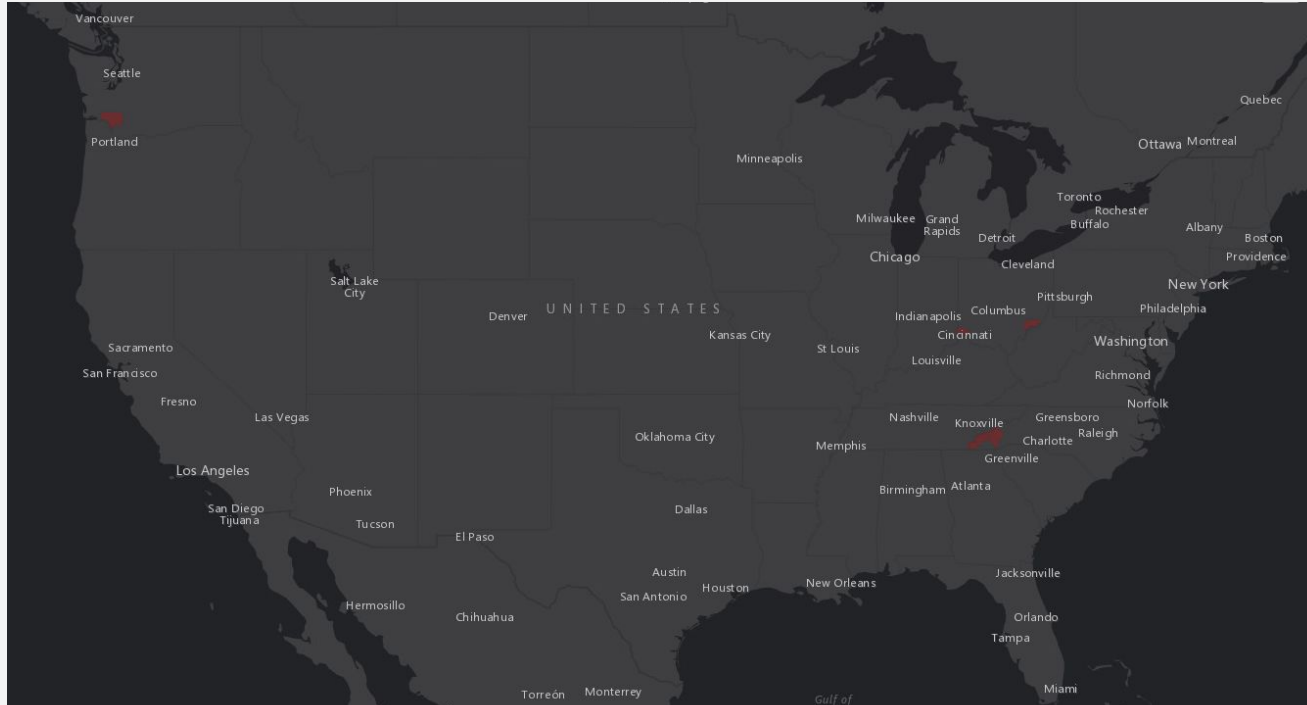 Vancouver
Seattle
Quebec
Portland
Ottawa
Montreal
Minneapolis
Toronto
Rochester
Milwaukee
Grand
Rapids
Buffalo
Albany
Detroit
Boston
Chicago
Cleveland
Providence
Salt Lake
City
New York
Pittsburgh
UNITED STATES
Denver
Indianapolis
Columbus
Philadelphia
Kansas City
Cincinnati
Washington
Sacramento
St Louis
Louisville
San Francisco
Richmond
Fresno
Norfolk
Las Vegas
Nashville
Knoxville
Greensboro
Raleigh
Oklahoma City
Memphis
Charlotte
Greenville
Los Angeles
Phoenix
Birmingham
Atlanta
San Diego
Tijuana
Tucson
Dallas
El Paso
Austin
Jacksonville
Houston
New Orleans
San Antonio
Hermosillo
Chihuahua
Orlando
Tampa
Torreón
Monterrey
Miami
Gulf of